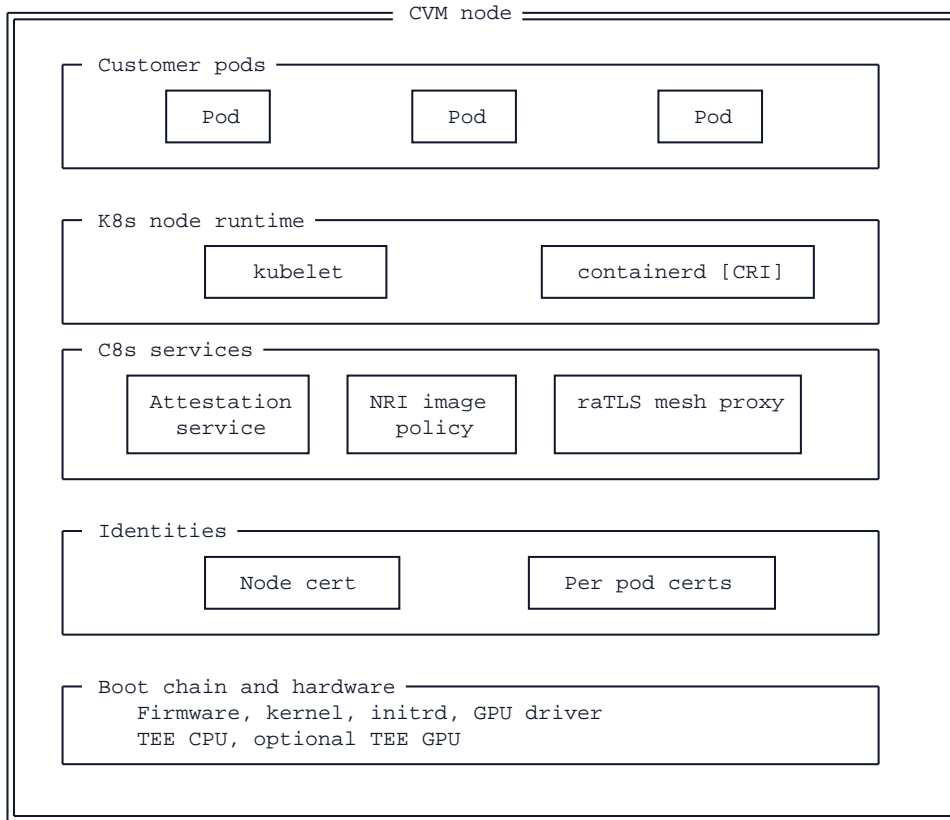 CVM node
Customer pods
Pod Pod Pod
K8s node runtime
kubelet containerd [CRI]
C8s services
Attestation NRI image raTLS mesh proxy
service policy
Identities
Node cert Per pod certs
Boot chain and hardware
Firmware, kernel, initrd, GPU driver
TEE CPU, optional TEE GPU